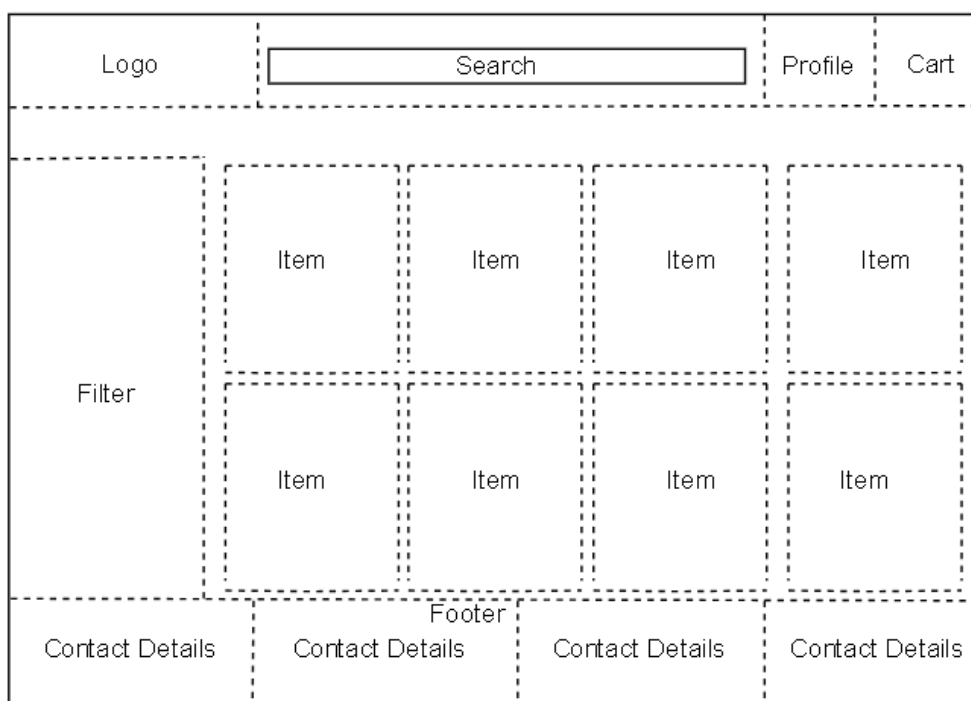 Logo
Search
Profile
Cart
Item
Item
Item
Item
Filter
Item
Item
Item
Item
Footer
Contact Details
Contact Details
Contact Details
Contact Details